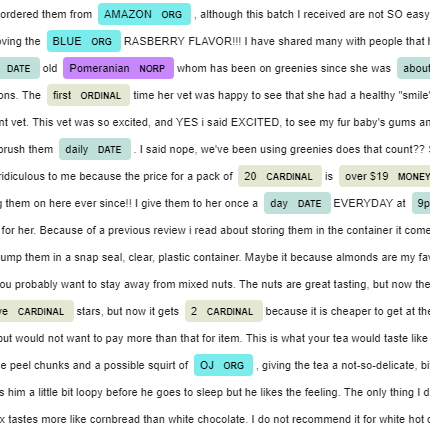 ordered them from AMAZON ORG , although this batch I received are not SO easy
oving the BLUE ORG RASBERRY FLAVOR!!! I have shared many with people that h
DATE old Pomeranian NORP whom has been on greenies since she was about
ons. The first ORDINAL time her vet was happy to see that she had a healthy "smile"
nt vet. This vet was so excited, and YES i said EXCITED, to see my fur baby's gums an
brush them daily DATE . I said nope, we've been using greenies does that count??
ridiculous to me because the price for a pack of 20 CARDINAL is over $19 MONEY
g them on here ever since!! I give them to her once a day DATE EVERYDAY at 9p
for her. Because of a previous review i read about storing them in the container it come
ump them in a snap seal, clear, plastic container. Maybe it because almonds are my fav
ou probably want to stay away from mixed nuts. The nuts are great tasting, but now the
ve CARDINAL stars, but now it gets 2 CARDINAL because it is cheaper to get at the
but would not want to pay more than that for item. This is what your tea would taste like
e peel chunks and a possible squirt of OJ ORG , giving the tea a not-so-delicate, bi
s him a little bit loopy before he goes to sleep but he likes the feeling. The only thing I d
x tastes more like cornbread than white chocolate. I do not recommend it for white hot c